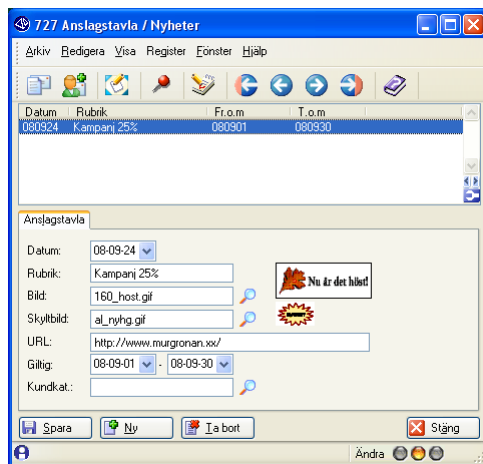 727 Anslagstavla / Nyheter
Arkiv Redigera Visa Register Fönster Hjälp
Datum Rubrik Fr.o.m T.o.m
080924 Kampanj 25% 080901 080930
Anslagstavla
Datum: 08-09-24
Rubrik: Kampanj 25%
Nu är det höst!
Bild: 160_host.gif
Skyltbild: al_nyhg.gif
URL: http://www.murgronan.xx/
Giltig: 08-09-01 - 08-09-30
Kundkat.:
Spara Ny Ta bort Stäng
Ändra